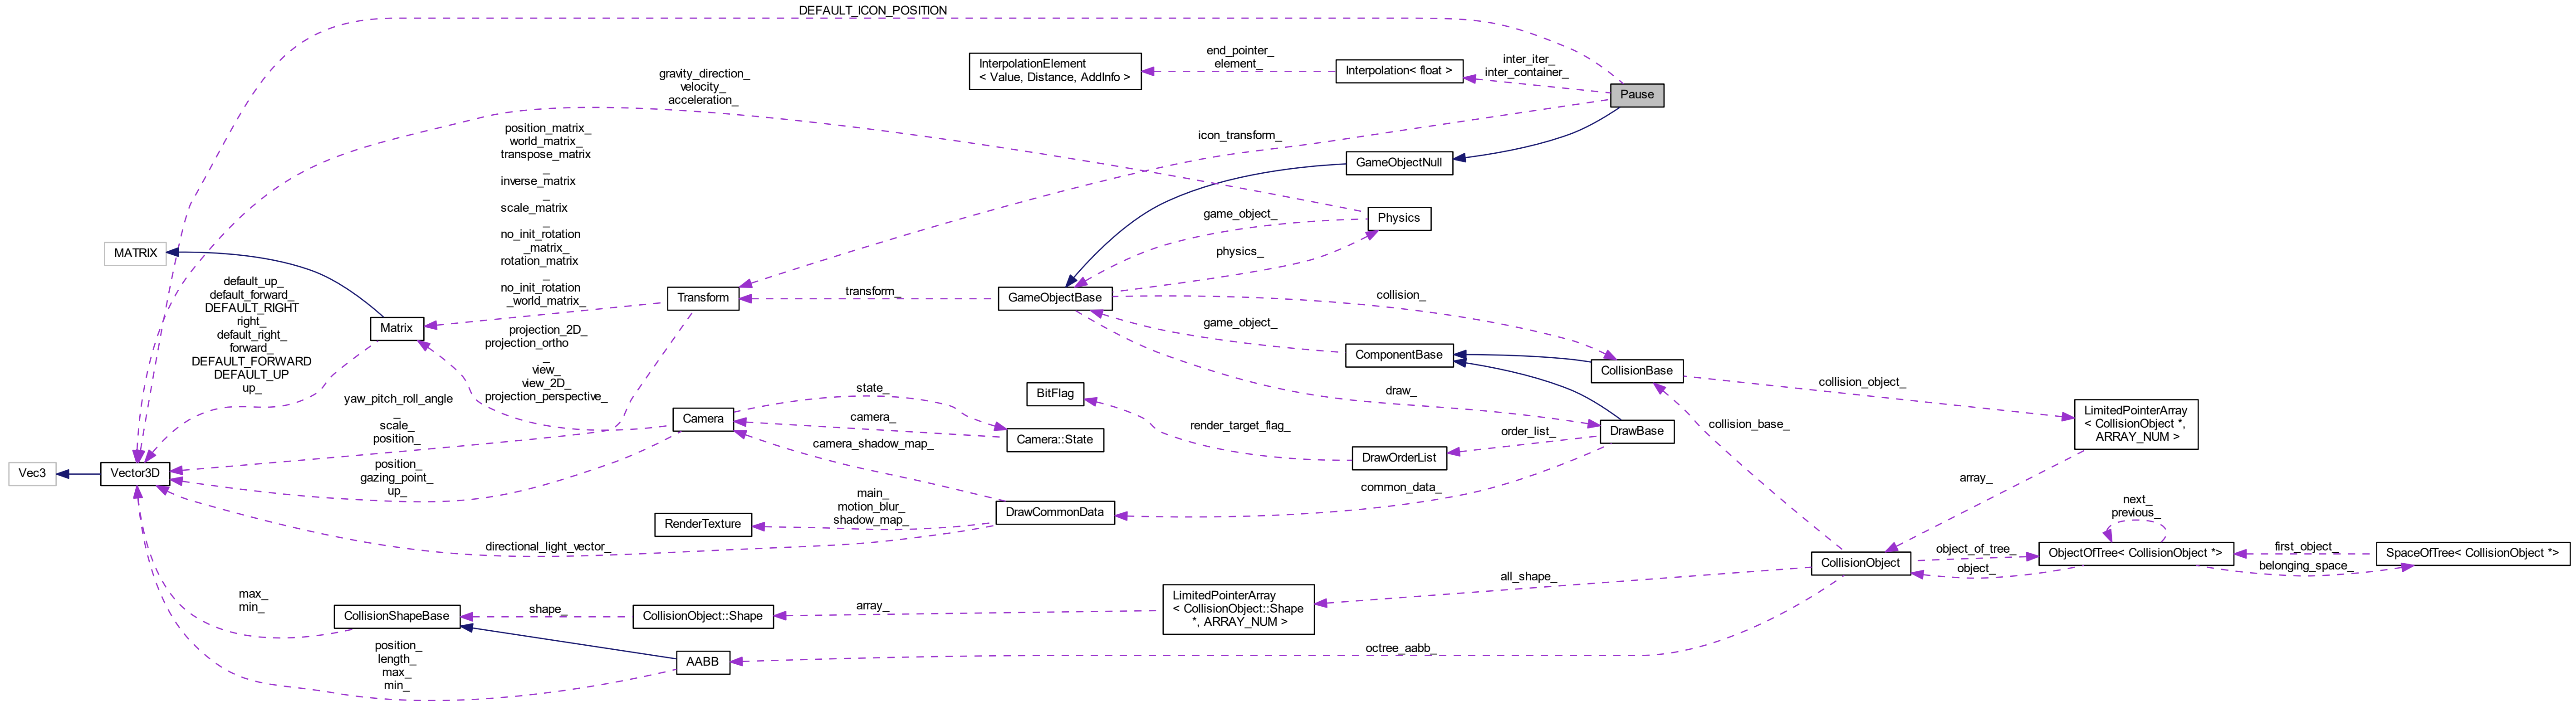 DEFAULT_ICON_POSITION
InterpolationElement
< Value, Distance, AddInfo >
end_pointer_
element_
Interpolation< float >
inter_iter_
inter_container_
Pause
gravity_direction_
velocity_
acceleration_
icon_transform_
GameObjectNull
position_matrix_
world_matrix_
transpose_matrix
_
inverse_matrix
_
scale_matrix
_
no_init_rotation
_matrix_
rotation_matrix
_
no_init_rotation
_world_matrix_
game_object_
Physics
physics_
MATRIX
Transform
transform_
GameObjectBase
collision_
Matrix
default_up_
default_forward_
DEFAULT_RIGHT
right_
default_right_
forward_
DEFAULT_FORWARD
DEFAULT_UP
up_
projection_2D_
projection_ortho
_
view_
view_2D_
projection_perspective_
game_object_
ComponentBase
CollisionBase
collision_object_
LimitedPointerArray
< CollisionObject *,
ARRAY_NUM >
yaw_pitch_roll_angle
_
scale_
position_
Camera
state_
camera_
Camera::State
BitFlag
draw_
render_target_flag_
DrawOrderList
order_list_
DrawBase
collision_base_
camera_shadow_map_
Vec3
Vector3D
position_
gazing_point_
up_
common_data_
array_
RenderTexture
main_
motion_blur_
shadow_map_
DrawCommonData
directional_light_vector_
next_
previous_
CollisionObject
object_of_tree_
object_
ObjectOfTree< CollisionObject *>
first_object_
belonging_space_
SpaceOfTree< CollisionObject *>
all_shape_
max_
min_
CollisionShapeBase
shape_
CollisionObject::Shape
array_
LimitedPointerArray
< CollisionObject::Shape
*, ARRAY_NUM >
position_
length_
max_
min_
AABB
octree_aabb_